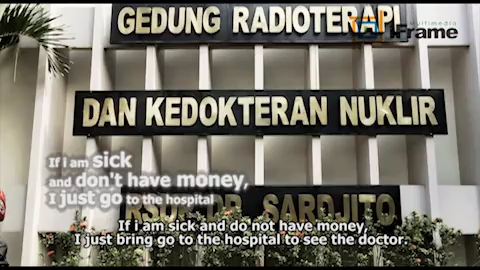 GEDUNG RADIOTERAPI
multimedia
iFrame
DAN KEDOKTERAN NUKLIR
If i am sick
and don't have money,
I just go to the hospital
RSUP DR. SARDJITO
If i am sick and do not have money,
I just bring go to the hospital to see the doctor.